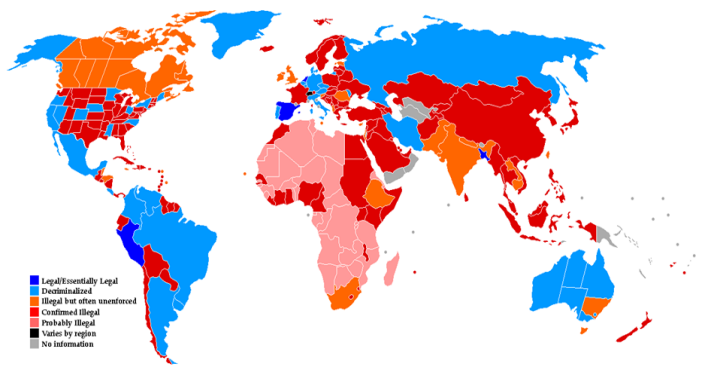 Legal/Essentially Legal
Decriminalized
Illegal but often unenforced
Confirmed Illegal
Probably Illegal
Varies by region
No information